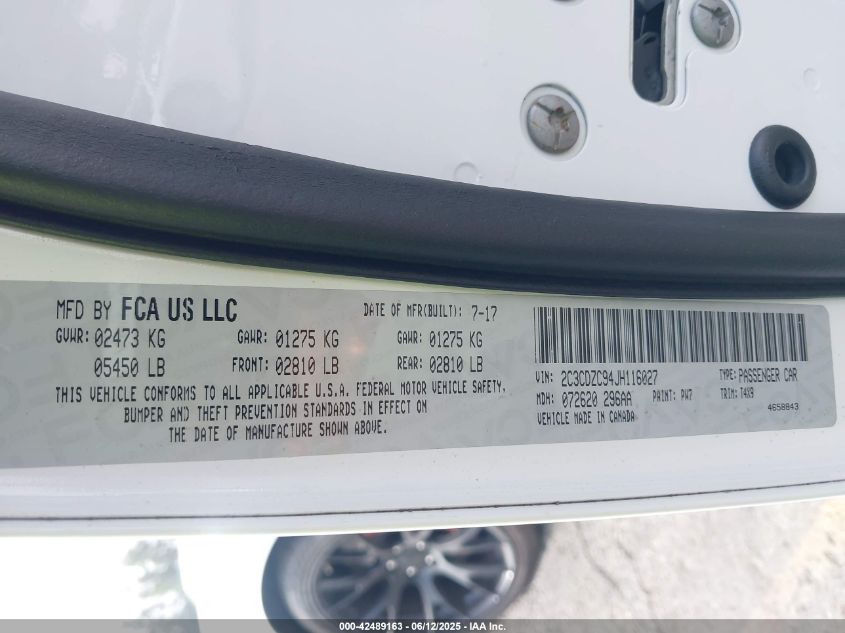 MFD BY FCA US LLC DATE OF MFR(BUILT): 7-17
GVWR: 02473 KG GAWR: 01275 KG GAWR: 01275 KG
05450 LB FRONT: 02810 LB REAR: 02810 LB
THIS VEHICLE CONFORMS TO ALL APPLICABLE U.S.A. FEDERAL MOTOR VEHICLE SAFETY,
BUMPER AND THEFT PREVENTION STANDARDS IN EFFECT ON
THE DATE OF MANUFACTURE SHOWN ABOVE.
VIN: 2C3CDZC94JH116027 TYPE: PASSENGER CAR
MDH: 072620 296AA PAINT: PW7 TRIM: T4X9
VEHICLE MADE IN CANADA 4658843
000-42489163 - 06/12/2025 - IAA Inc.